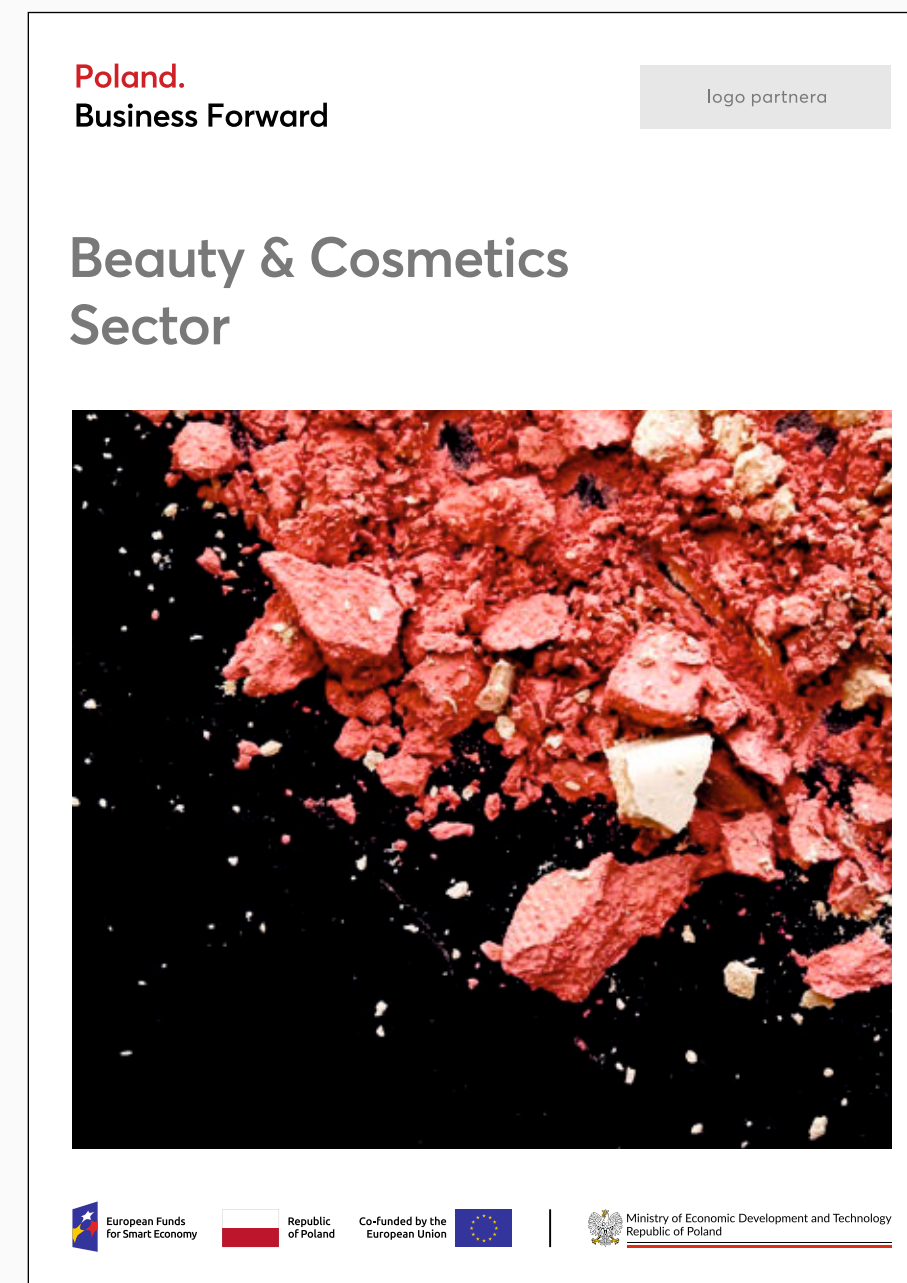 Poland.
Business Forward
logo partnera
Beauty & Cosmetics
Sector
European Funds
for Smart Economy
Republic
of Poland
Co-funded by the
European Union
Ministry of Economic Development and Technology
Republic of Poland